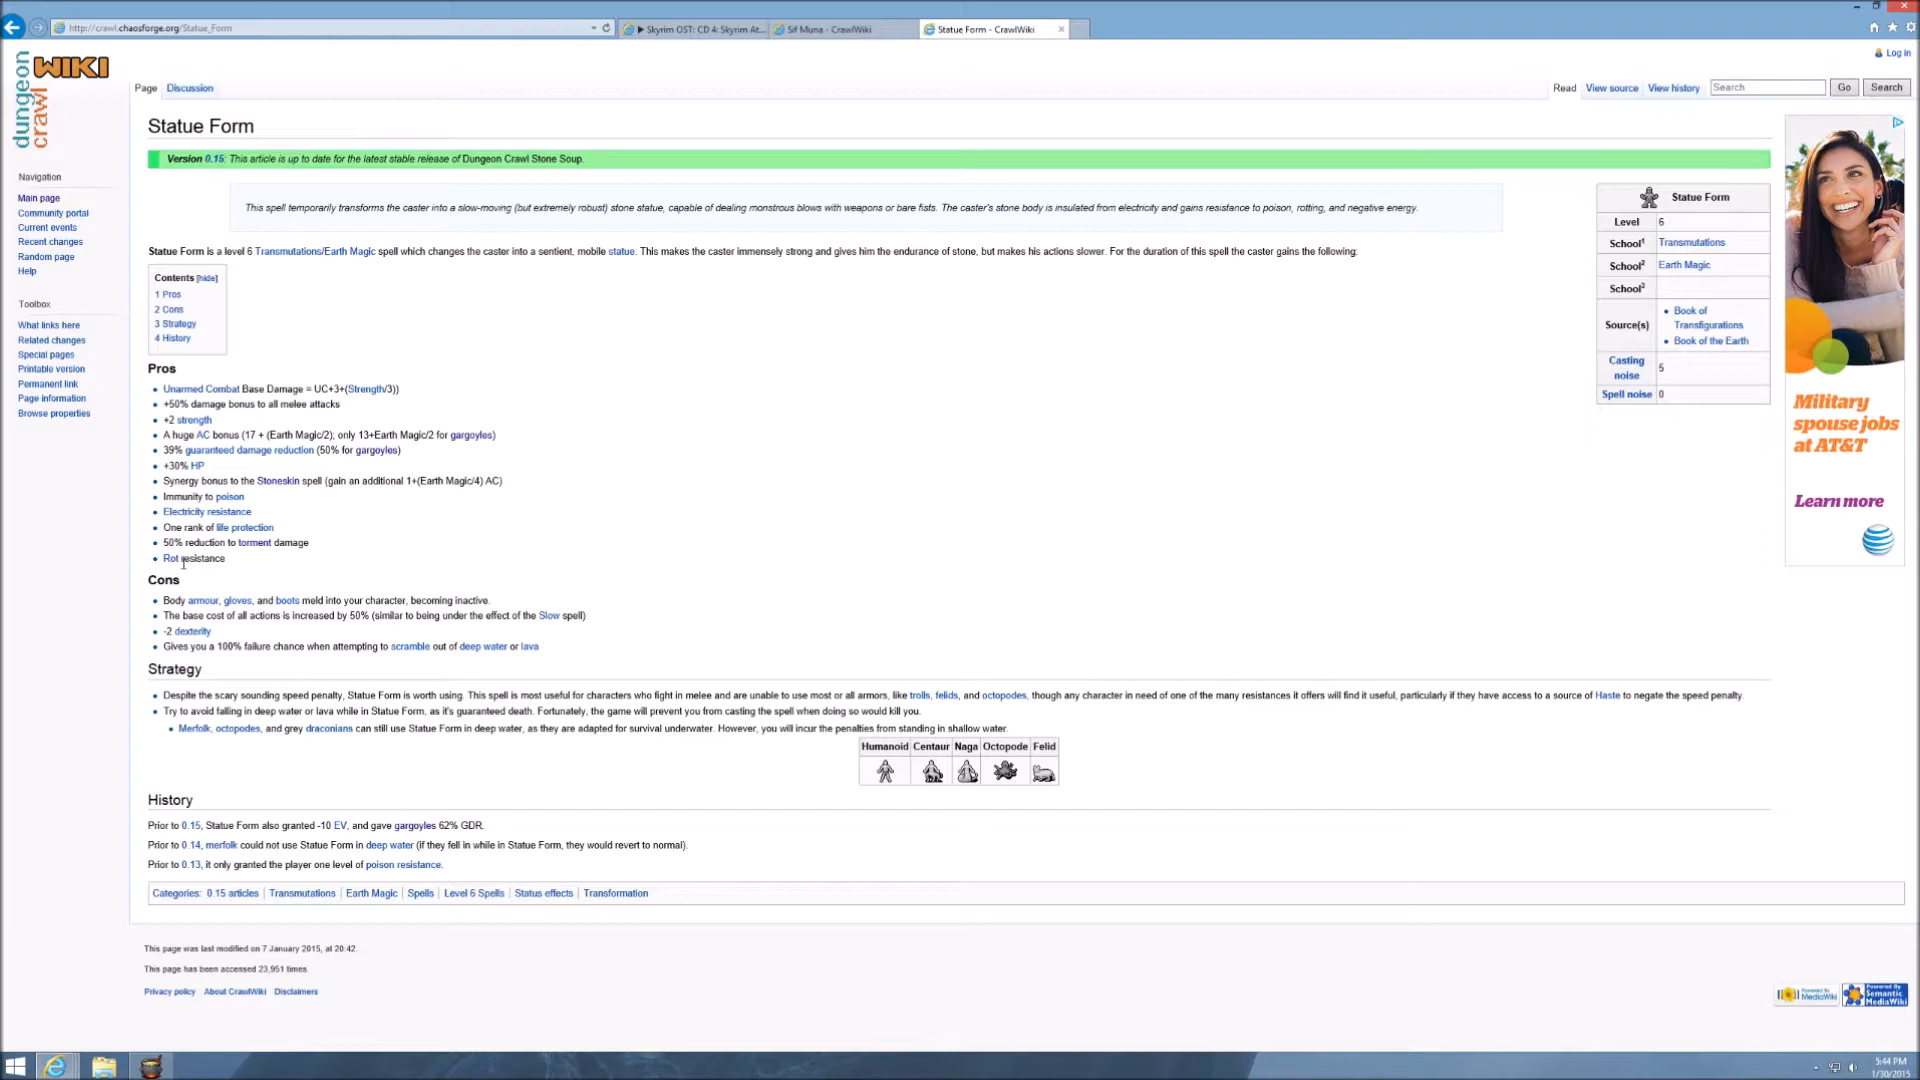 http://crawl.chaosforge.org/Statue_Form
Skyrim OST: CD 4: Skyrim At...
Sif Muna - CrawlWiki
Statue Form - CrawlWiki
Log in
dungeon crawl WIKI
Page Discussion
Read View source View history Search Go Search
Navigation
Main page
Community portal
Current events
Recent changes
Random page
Help
Toolbox
What links here
Related changes
Special pages
Printable version
Permanent link
Page information
Browse properties
Statue Form
Version 0.15: This article is up to date for the latest stable release of Dungeon Crawl Stone Soup.
This spell temporarily transforms the caster into a slow-moving (but extremely robust) stone statue, capable of dealing monstrous blows with weapons or bare fists. The caster's stone body is insulated from electricity and gains resistance to poison, rotting, and negative energy.
Statue Form is a level 6 Transmutations/Earth Magic spell which changes the caster into a sentient, mobile statue. This makes the caster immensely strong and gives him the endurance of stone, but makes his actions slower. For the duration of this spell the caster gains the following:
Contents [hide]
1 Pros
2 Cons
3 Strategy
4 History
Statue Form
Level 6
School1 Transmutations
School2 Earth Magic
School3
Source(s)
Book of
Transfigurations
Book of the Earth
Casting
noise 5
Spell noise 0
Pros
Unarmed Combat Base Damage = UC+3+(Strength/3))
+50% damage bonus to all melee attacks
+2 strength
A huge AC bonus (17 + (Earth Magic/2); only 13+Earth Magic/2 for gargoyles)
39% guaranteed damage reduction (50% for gargoyles)
+30% HP
Synergy bonus to the Stoneskin spell (gain an additional 1+(Earth Magic/4) AC)
Immunity to poison
Electricity resistance
One rank of life protection
50% reduction to torment damage
Rot resistance
Cons
Body armour, gloves, and boots meld into your character, becoming inactive.
The base cost of all actions is increased by 50% (similar to being under the effect of the Slow spell)
-2 dexterity
Gives you a 100% failure chance when attempting to scramble out of deep water or lava
Strategy
Despite the scary sounding speed penalty, Statue Form is worth using. This spell is most useful for characters who fight in melee and are unable to use most or all armors, like trolls, felids, and octopodes, though any character in need of one of the many resistances it offers will find it useful, particularly if they have access to a source of Haste to negate the speed penalty.
Try to avoid falling in deep water or lava while in Statue Form, as it's guaranteed death. Fortunately, the game will prevent you from casting the spell when doing so would kill you.
Merfolk, octopodes, and grey draconians can still use Statue Form in deep water, as they are adapted for survival underwater. However, you will incur the penalties from standing in shallow water.
Humanoid Centaur Naga Octopode Felid
History
Prior to 0.15, Statue Form also granted -10 EV, and gave gargoyles 62% GDR.
Prior to 0.14, merfolk could not use Statue Form in deep water (if they fell in while in Statue Form, they would revert to normal).
Prior to 0.13, it only granted the player one level of poison resistance.
Categories: 0.15 articles | Transmutations | Earth Magic | Spells | Level 6 Spells | Status effects | Transformation
This page was last modified on 7 January 2015, at 20:42.
This page has been accessed 23,951 times.
Privacy policy About CrawlWiki Disclaimers
Military
spouse jobs
at AT&T
Learn more
at&t
Powered By
MediaWiki
Powered By
Semantic
MediaWiki
5:44 PM
1/30/2015